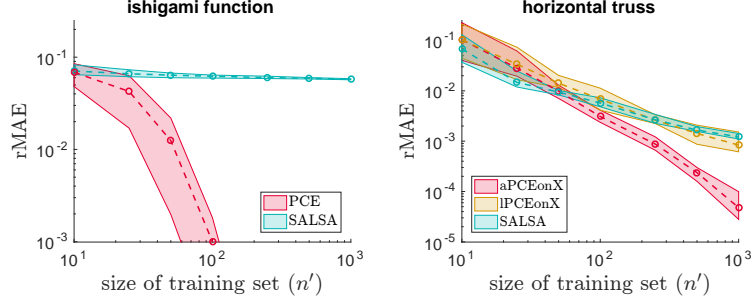 ishigami function
10^-1
10^-2
10^-3
rMAE
PCE
SALSA
10^1
10^2
10^3
size of training set (n′)
horizontal truss
10^-1
10^-2
10^-3
10^-4
10^-5
rMAE
aPCEonX
lPCEonX
SALSA
10^1
10^2
10^3
size of training set (n′)